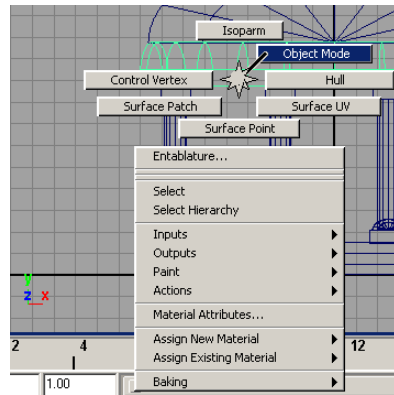 Isoparm
Object Mode
Control Vertex
Hull
Surface Patch
Surface UV
Surface Point
Entablature...
Select
Select Hierarchy
Inputs
Outputs
Paint
Actions
Material Attributes...
Assign New Material
Assign Existing Material
Baking
y
z x
2 4 12
1.00